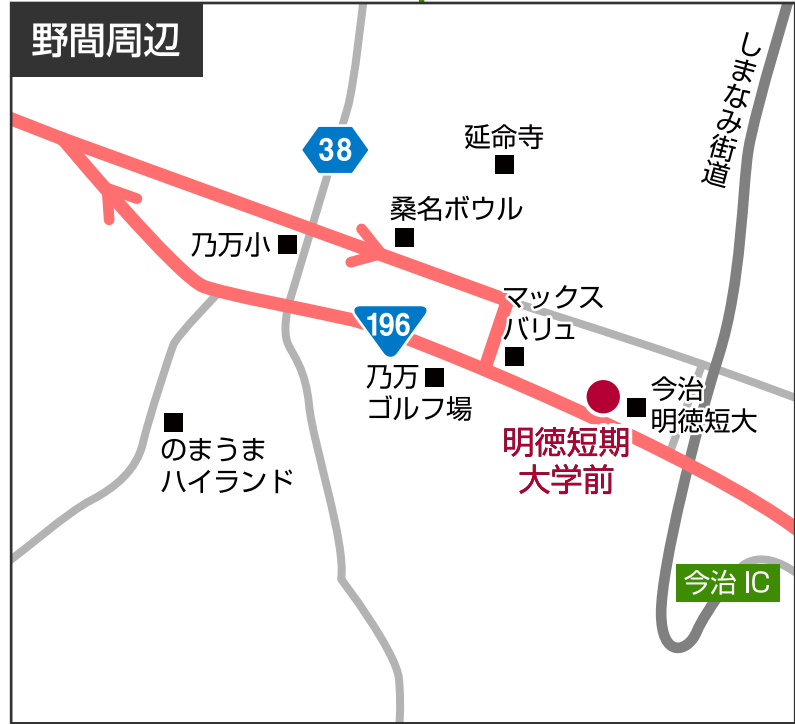 野間周辺
しまなみ街道
38
延命寺
桑名ボウル
乃万小
マックス
バリュ
196
乃万
ゴルフ場
今治
明徳短大
のまうま
ハイランド
明徳短期
大学前
今治 IC